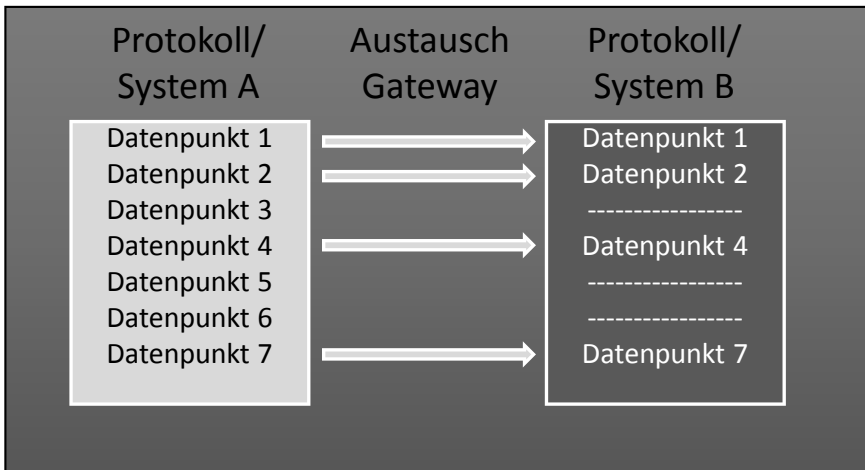 Protokoll/
System A
Austausch
Gateway
Protokoll/
System B
Datenpunkt 1
Datenpunkt 2
Datenpunkt 3
Datenpunkt 4
Datenpunkt 5
Datenpunkt 6
Datenpunkt 7
Datenpunkt 1
Datenpunkt 2
-----------------
Datenpunkt 4
-----------------
-----------------
Datenpunkt 7